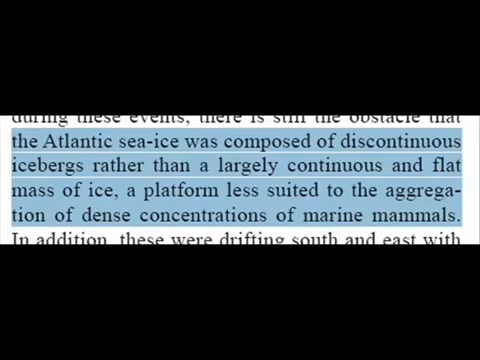 during these events, there is still the obstacle that
the Atlantic sea-ice was composed of discontinuous
icebergs rather than a largely continuous and flat
mass of ice, a platform less suited to the aggrega-
tion of dense concentrations of marine mammals.
In addition, these were drifting south and east with